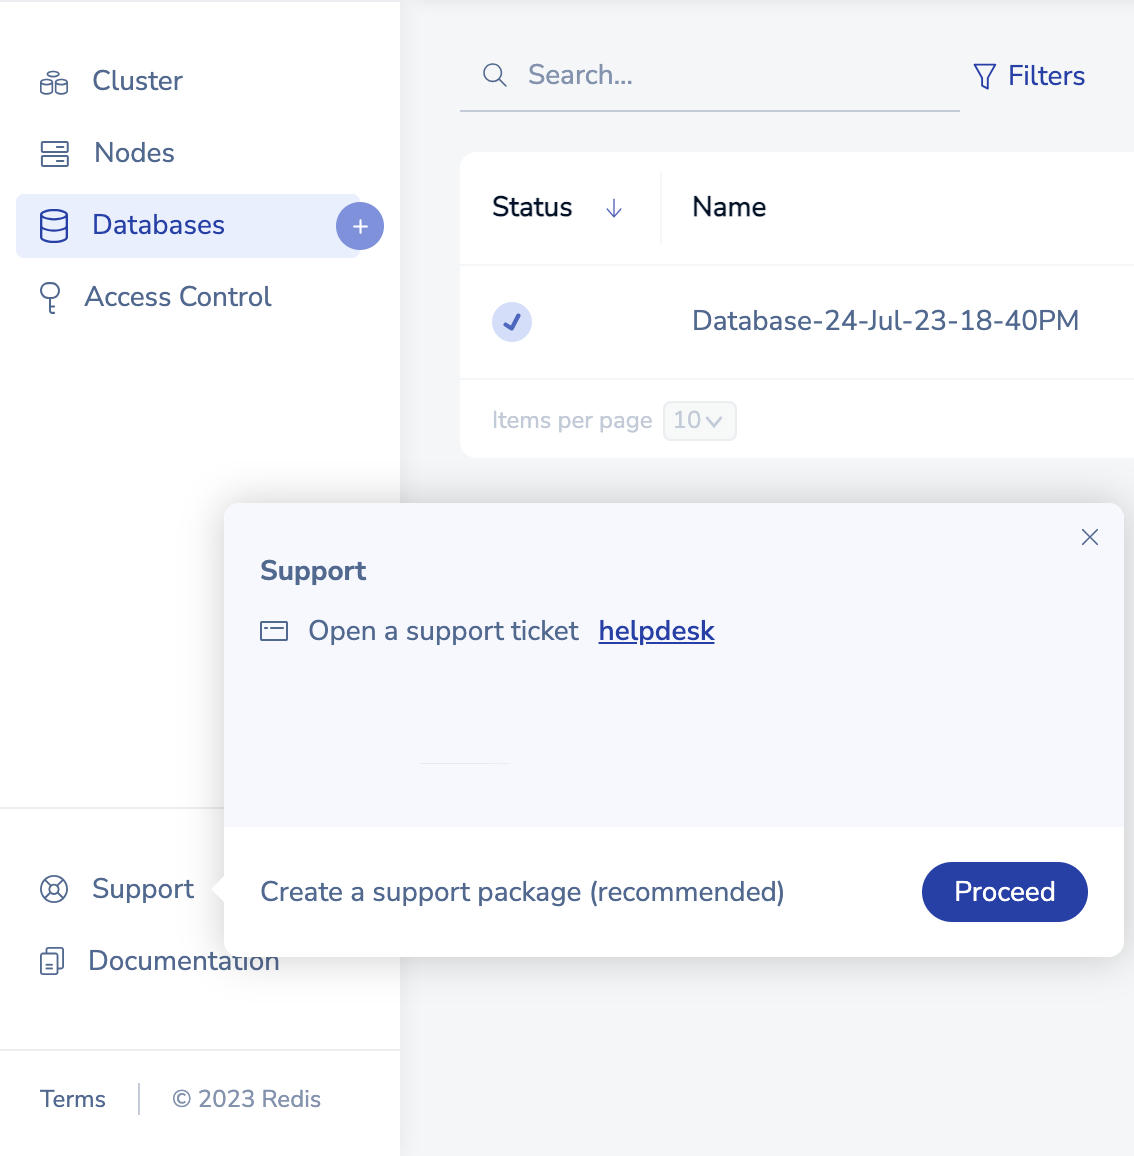 Cluster
Nodes
Databases
+
Access Control
Search...
Filters
Status
Name
Database-24-Jul-23-18-40PM
Items per page 10
Support
Open a support ticket helpdesk
Create a support package (recommended)
Proceed
Support
Documentation
Terms
© 2023 Redis